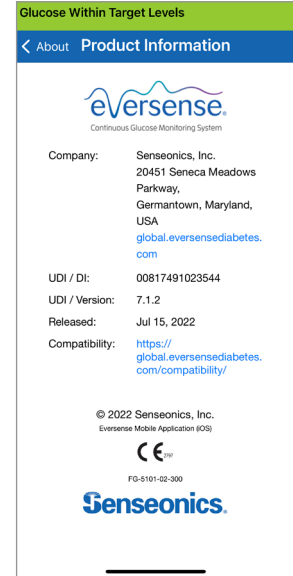 Glucose Within Target Levels
About Product Information
eversense.
Continuous Glucose Monitoring System
Company: Senseonics, Inc.
20451 Seneca Meadows
Parkway,
Germantown, Maryland,
USA
global.eversensediabetes.
com
UDI / DI: 00817491023544
UDI / Version: 7.1.2
Released: Jul 15, 2022
Compatibility: https://
global.eversensediabetes.
com/compatibility/
© 2022 Senseonics, Inc.
Eversense Mobile Application (iOS)
CE
FG-5101-02-300
Senseonics.